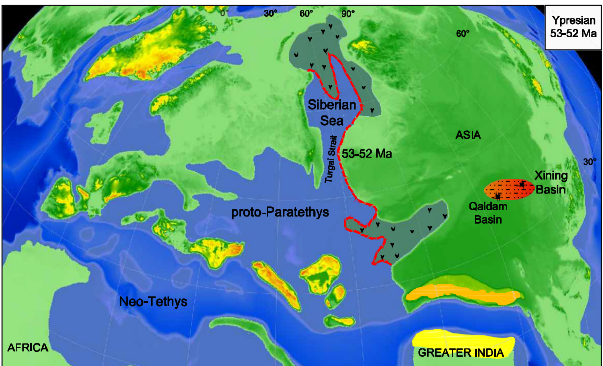 0° 30° 60° 90°
Ypresian
53-52 Ma
60°
Siberian
Sea
ASIA
Turgai Strait
53-52 Ma
30°
Xining
Basin
Qaidam
Basin
proto-Paratethys
Neo-Tethys
AFRICA
GREATER INDIA